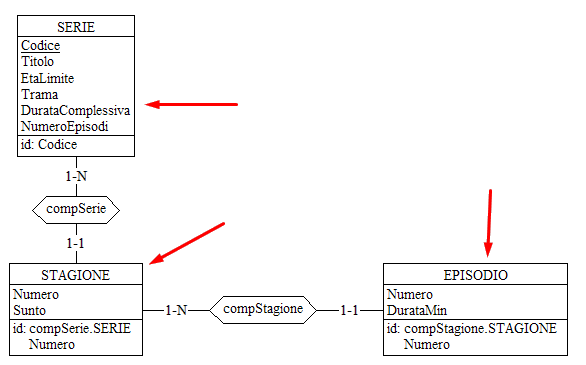 SERIE
Codice
Titolo
EtaLimite
Trama
DurataComplessiva
NumeroEpisodi
id: Codice
1-N
compSerie
1-1
STAGIONE
Numero
Sunto
id: compSerie.SERIE
Numero
1-N
compStagione
1-1
EPISODIO
Numero
DurataMin
id: compStagione.STAGIONE
Numero